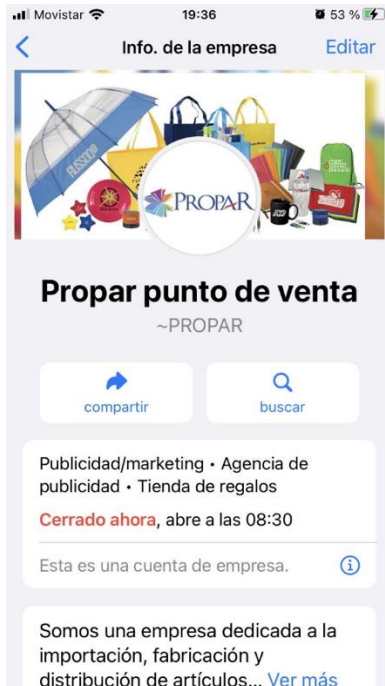 Movistar 19:36 53 %
Info. de la empresa Editar
PROPAR
Propar punto de venta
~PROPAR
compartir buscar
Publicidad/marketing • Agencia de
publicidad • Tienda de regalos
Cerrado ahora, abre a las 08:30
Esta es una cuenta de empresa.
Somos una empresa dedicada a la
importación, fabricación y
distribución de artículos... Ver más